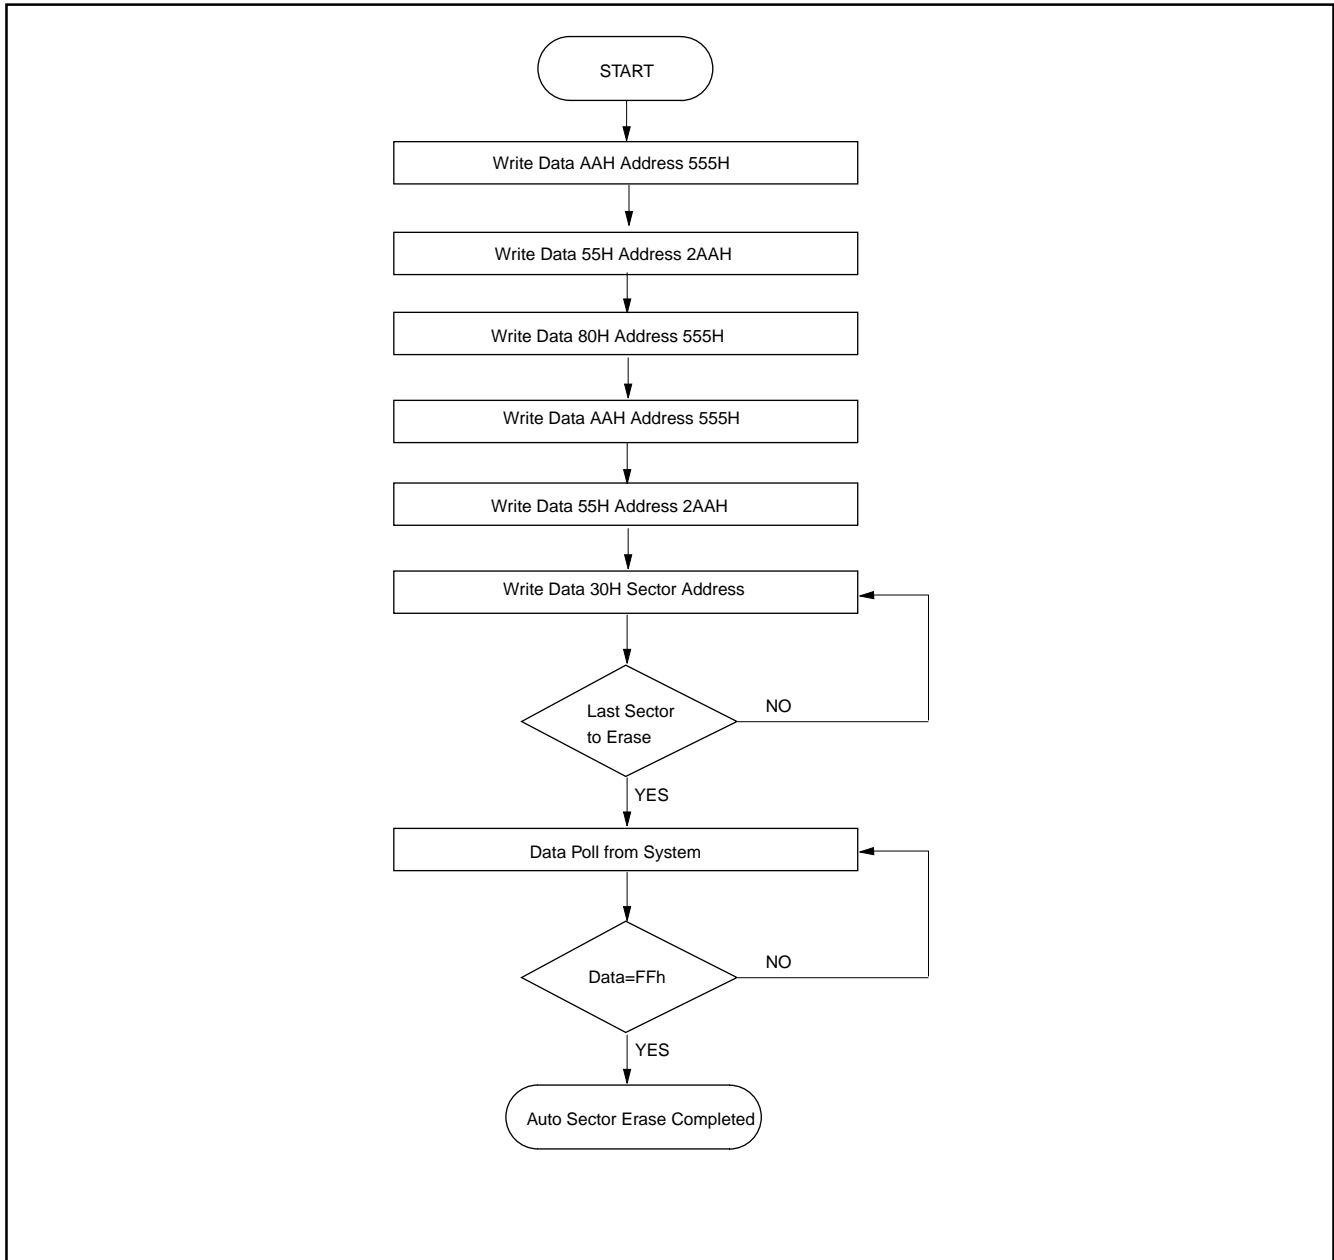 START
Write Data AAH Address 555H
Write Data 55H Address 2AAH
Write Data 80H Address 555H
Write Data AAH Address 555H
Write Data 55H Address 2AAH
Write Data 30H Sector Address
Last Sector
to Erase
NO
YES
Data Poll from System
Data=FFh
NO
YES
Auto Sector Erase Completed